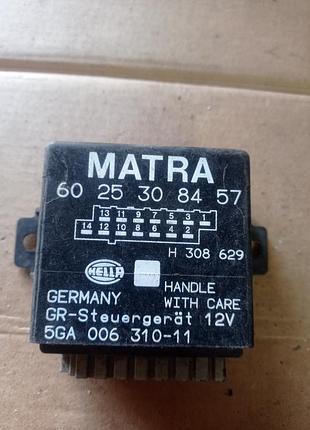 MATRA
60 25 30 84 57
13 11 9 7 5 3 1
14 12 10 8 6 4 2
H 308 629
HELLA
HANDLE
GERMANY WITH CARE
GR-Steuergerät 12V
5GA 006 310-11